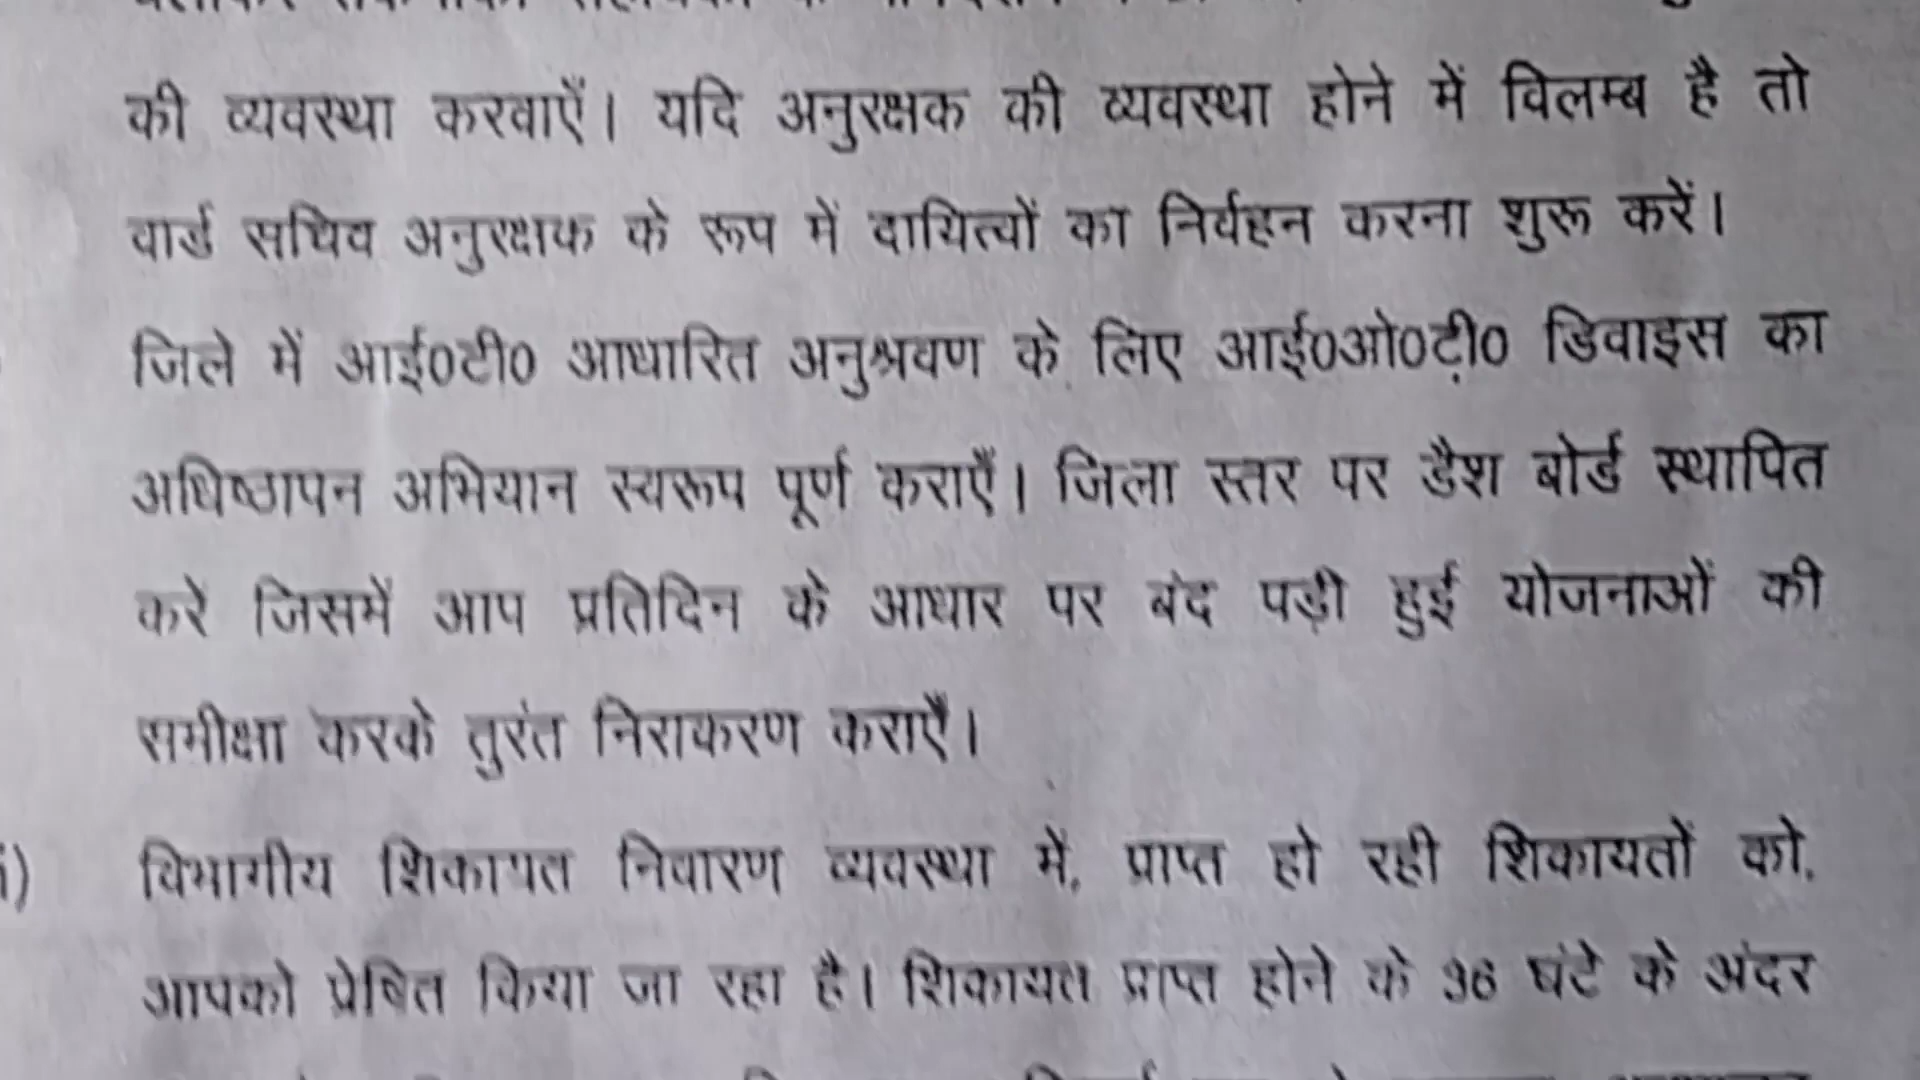 की व्यवस्था करवाएँ। यदि अनुरक्षक की व्यवस्था होने में विलम्ब है तो
वार्ड सचिव अनुरक्षक के रूप में दायित्वों का निर्वहन करना शुरू करें।
जिले में आई0टी0 आधारित अनुश्रवण के लिए आई0ओ0टी0 डिवाइस का
अधिष्ठापन अभियान स्वरूप पूर्ण कराएँ। जिला स्तर पर डैश बोर्ड स्थापित
करें जिसमें आप प्रतिदिन के आधार पर बंद पड़ी हुई योजनाओं की
समीक्षा करके तुरंत निराकरण कराएँ।
विभागीय शिकायत निवारण व्यवस्था में, प्राप्त हो रही शिकायतों को,
आपको प्रेषित किया जा रहा है। शिकायत प्राप्त होने के 36 घंटे के अंदर